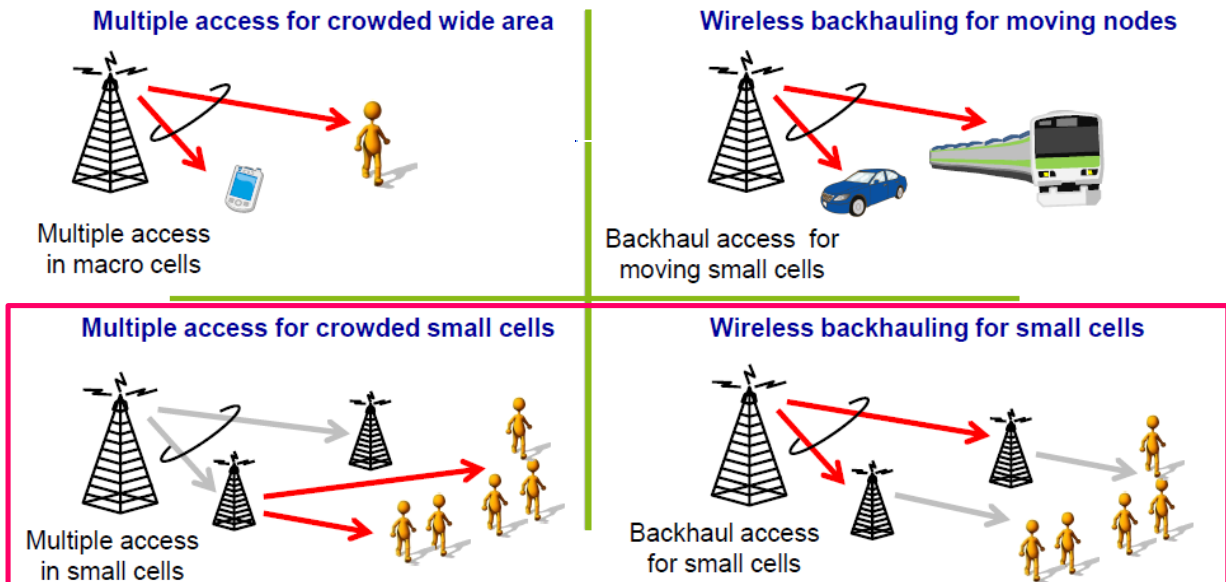 Multiple access for crowded wide area
Multiple access
in macro cells
Wireless backhauling for moving nodes
Backhaul access for
moving small cells
Multiple access for crowded small cells
Multiple access
in small cells
Wireless backhauling for small cells
Backhaul access
for small cells